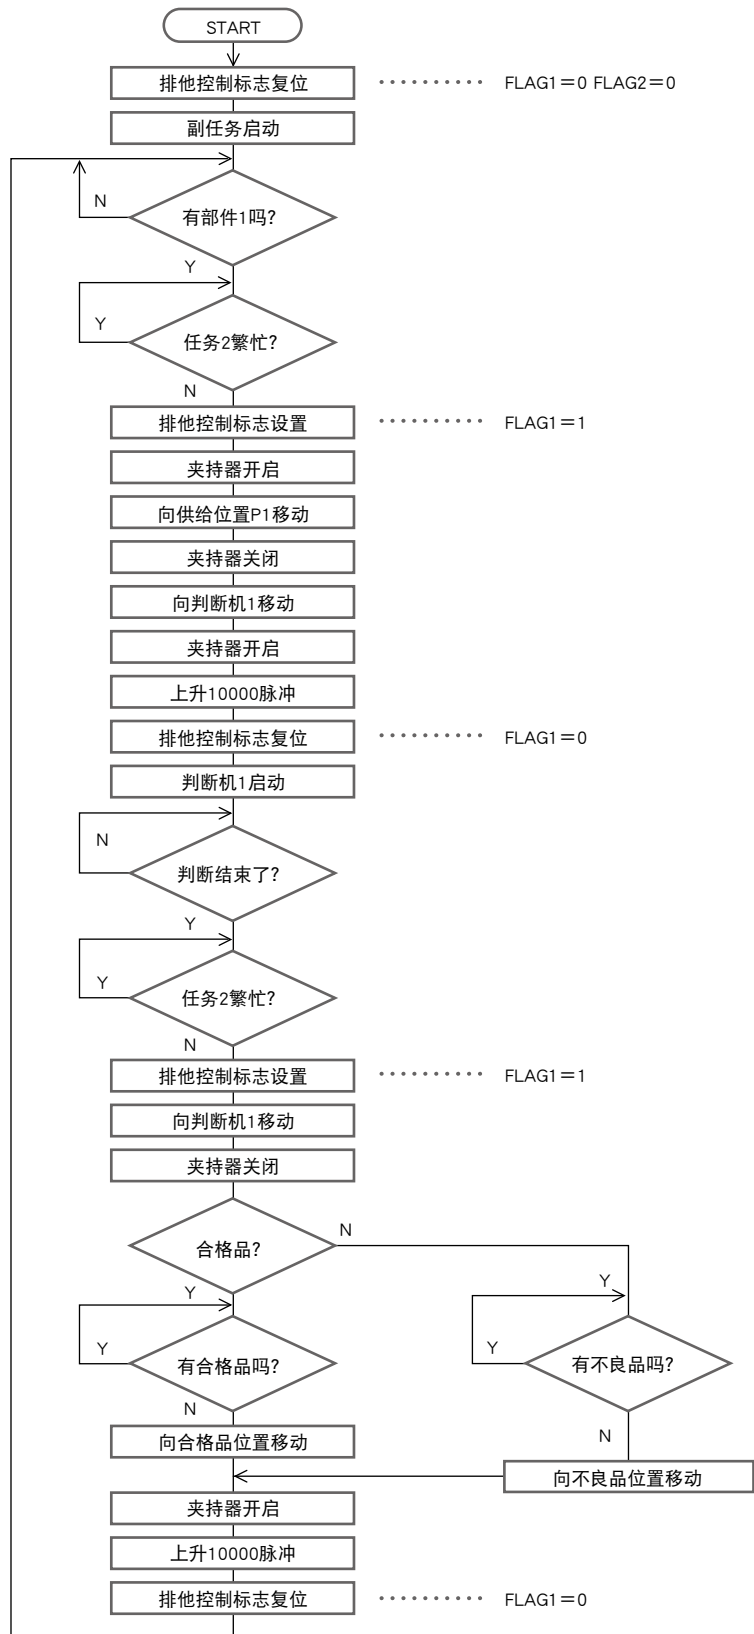 START
排他控制标志复位 ・・・・・・・・・・ FLAG1=0 FLAG2=0
副任务启动
N
有部件1吗?
Y
Y
任务2繁忙?
N
排他控制标志设置 ・・・・・・・・・・ FLAG1=1
夹持器开启
向供给位置P1移动
夹持器关闭
向判断机1移动
夹持器开启
上升10000脉冲
排他控制标志复位 ・・・・・・・・・・ FLAG1=0
判断机1启动
N
判断结束了?
Y
Y
任务2繁忙?
N
排他控制标志设置 ・・・・・・・・・・ FLAG1=1
向判断机1移动
夹持器关闭
合格品?
N
Y
Y
有合格品吗?
N
向合格品位置移动
Y
Y
有不良品吗?
N
向不良品位置移动
夹持器开启
上升10000脉冲
排他控制标志复位 ・・・・・・・・・・ FLAG1=0